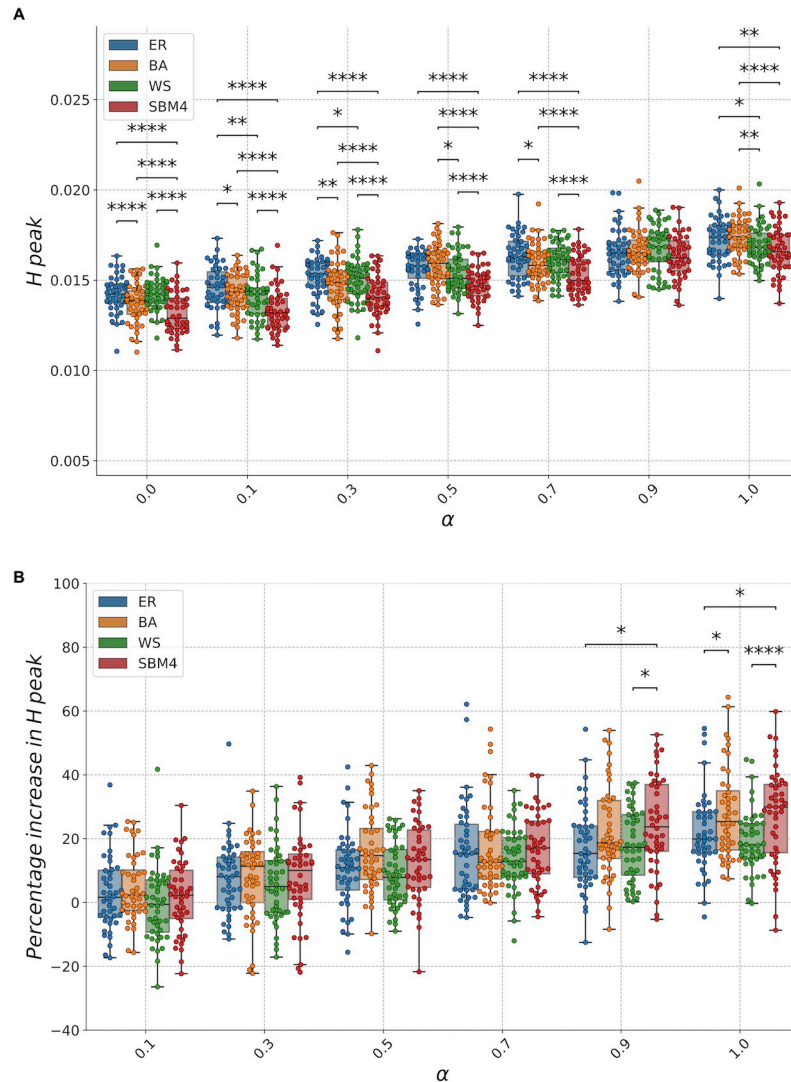 A
ER
BA
WS
SBM4
** 
**** **** **** **** ****
** * **** **** * 
**** **** **** * **
**** **** * **** ** **** * **** ****
0.025
0.020
0.015
0.010
0.005
H peak
0.0 0.1 0.3 0.5 0.7 0.9 1.0
α
B
ER
BA
WS
SBM4
*
* *
* ****
100
80
60
40
20
0
−20
−40
Percentage increase in H peak
0.1 0.3 0.5 0.7 0.9 1.0
α